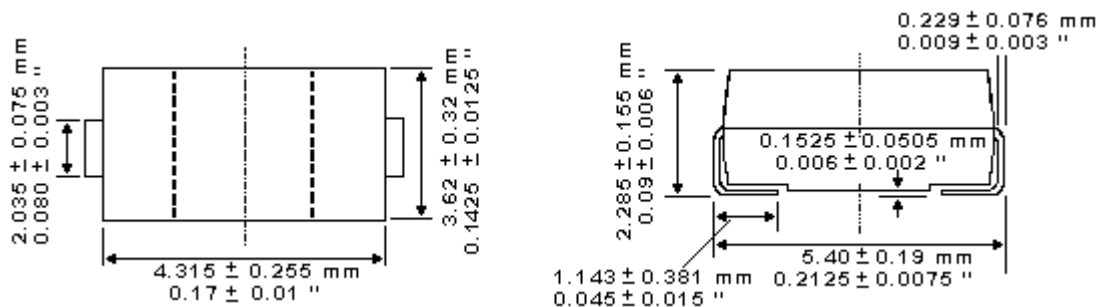 2.035 ± 0.075 mm
0.080 ± 0.003 "
3.62 ± 0.32 mm
0.1425 ± 0.0125 "
4.315 ± 0.255 mm
0.17 ± 0.01 "
0.229 ± 0.076 mm
0.009 ± 0.003 "
2.285 ± 0.155 mm
0.09 ± 0.006 "
0.1525 ± 0.0505 mm
0.006 ± 0.002 "
1.143 ± 0.381 mm
0.045 ± 0.015 "
5.40 ± 0.19 mm
0.2125 ± 0.0075 "